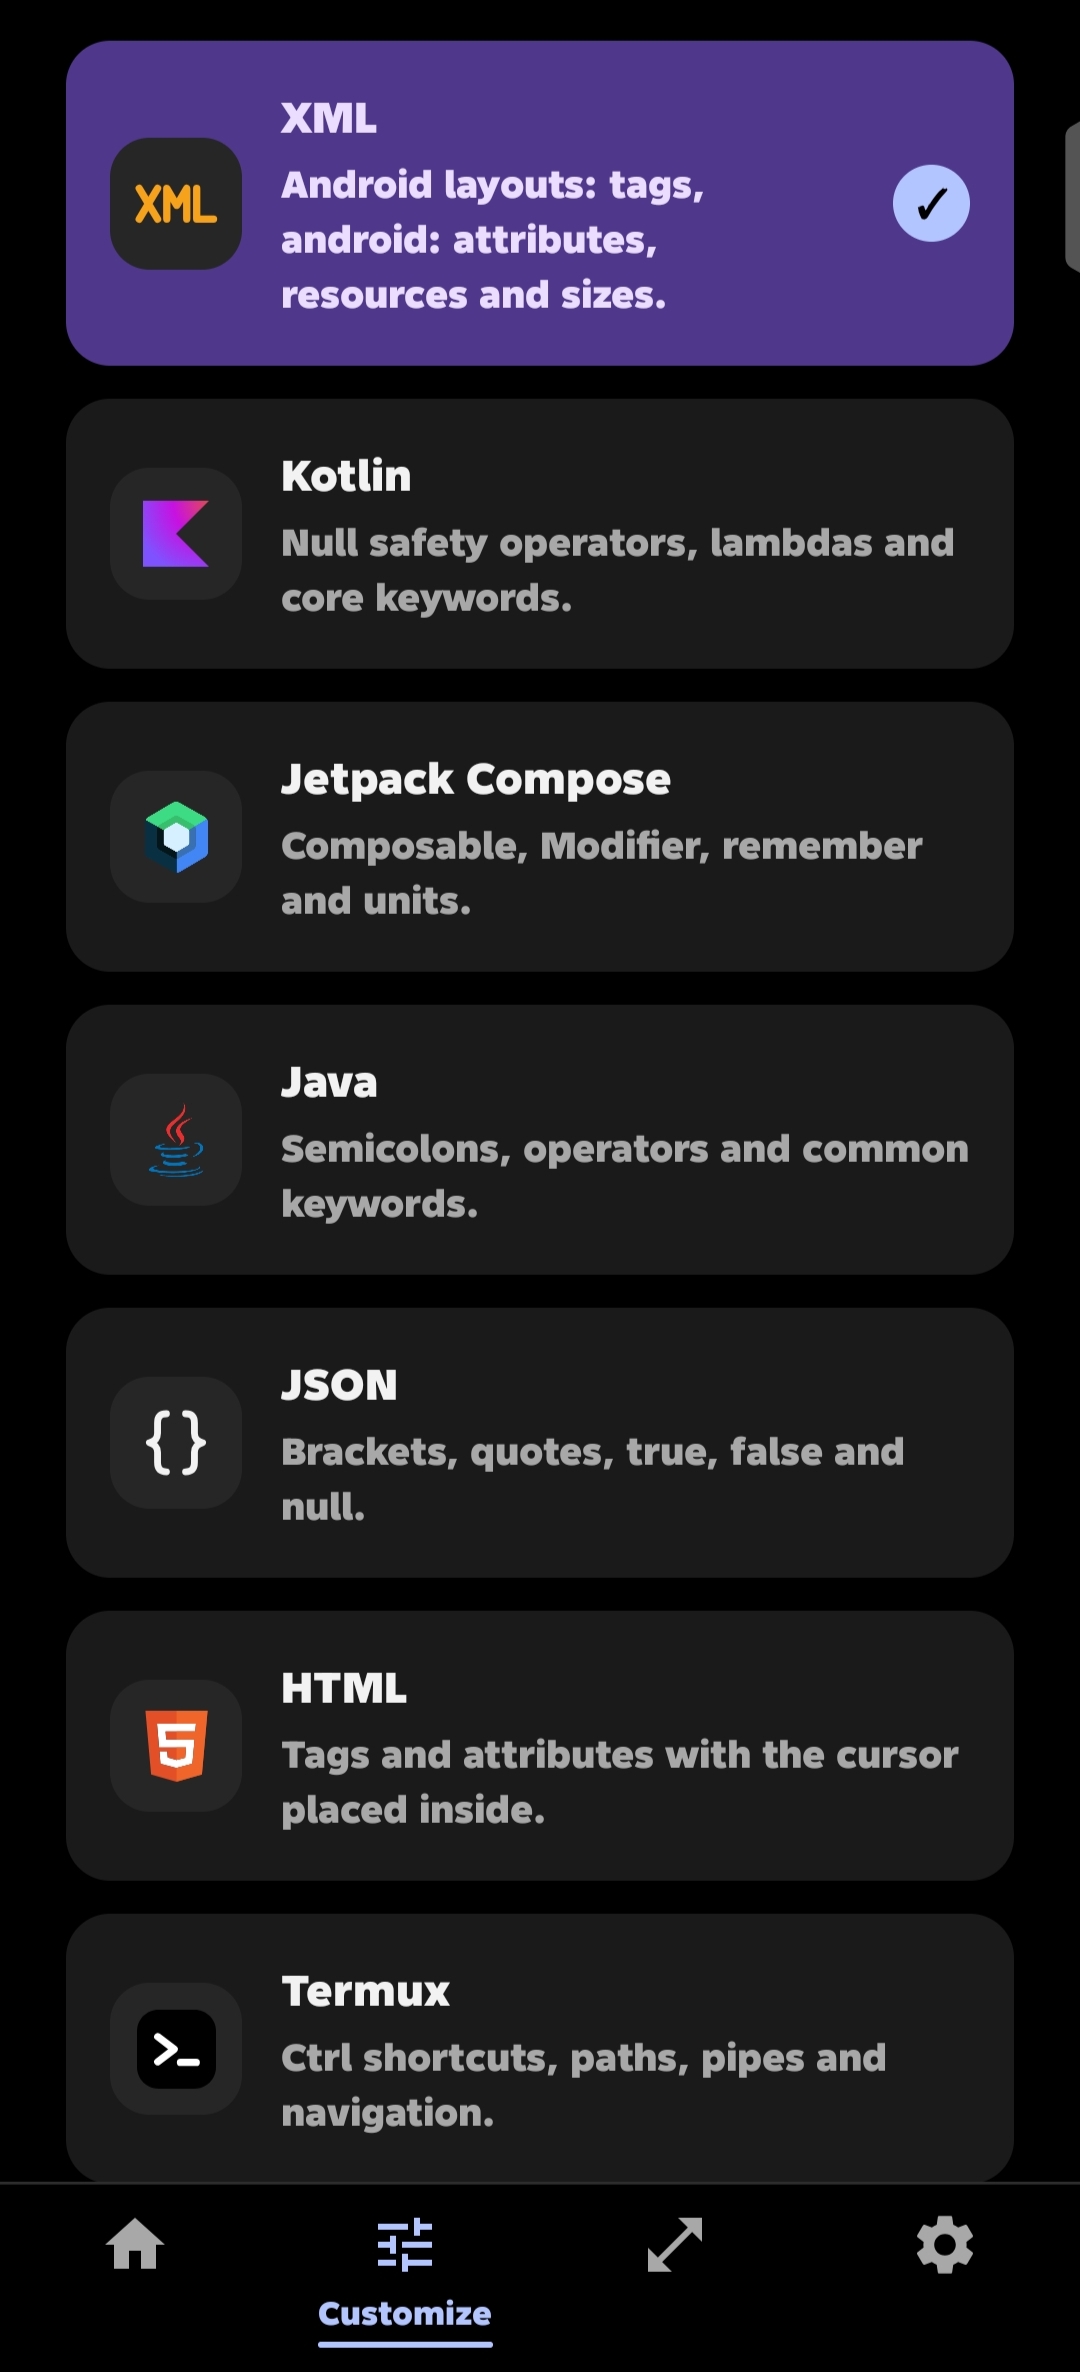 XML
Android layouts: tags,
android: attributes,
resources and sizes.
XML
✓
Kotlin
Null safety operators, lambdas and
core keywords.
Jetpack Compose
Composable, Modifier, remember
and units.
Java
Semicolons, operators and common
keywords.
JSON
Brackets, quotes, true, false and
null.
{}
HTML
Tags and attributes with the cursor
placed inside.
5
Termux
Ctrl shortcuts, paths, pipes and
navigation.
>_
Customize